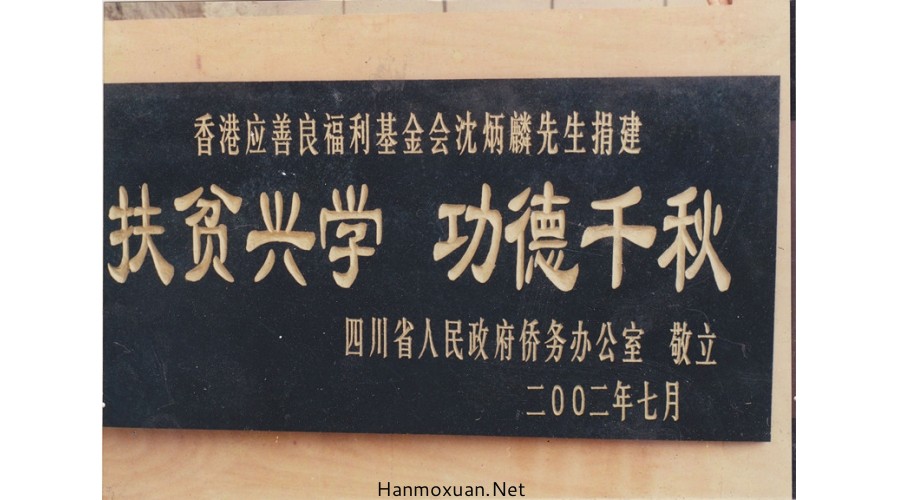 香港应善良福利基金会沈炳麟先生捐建
扶贫兴学 功德千秋
四川省人民政府侨务办公室 敬立
二００二年七月
Hanmoxuan.Net